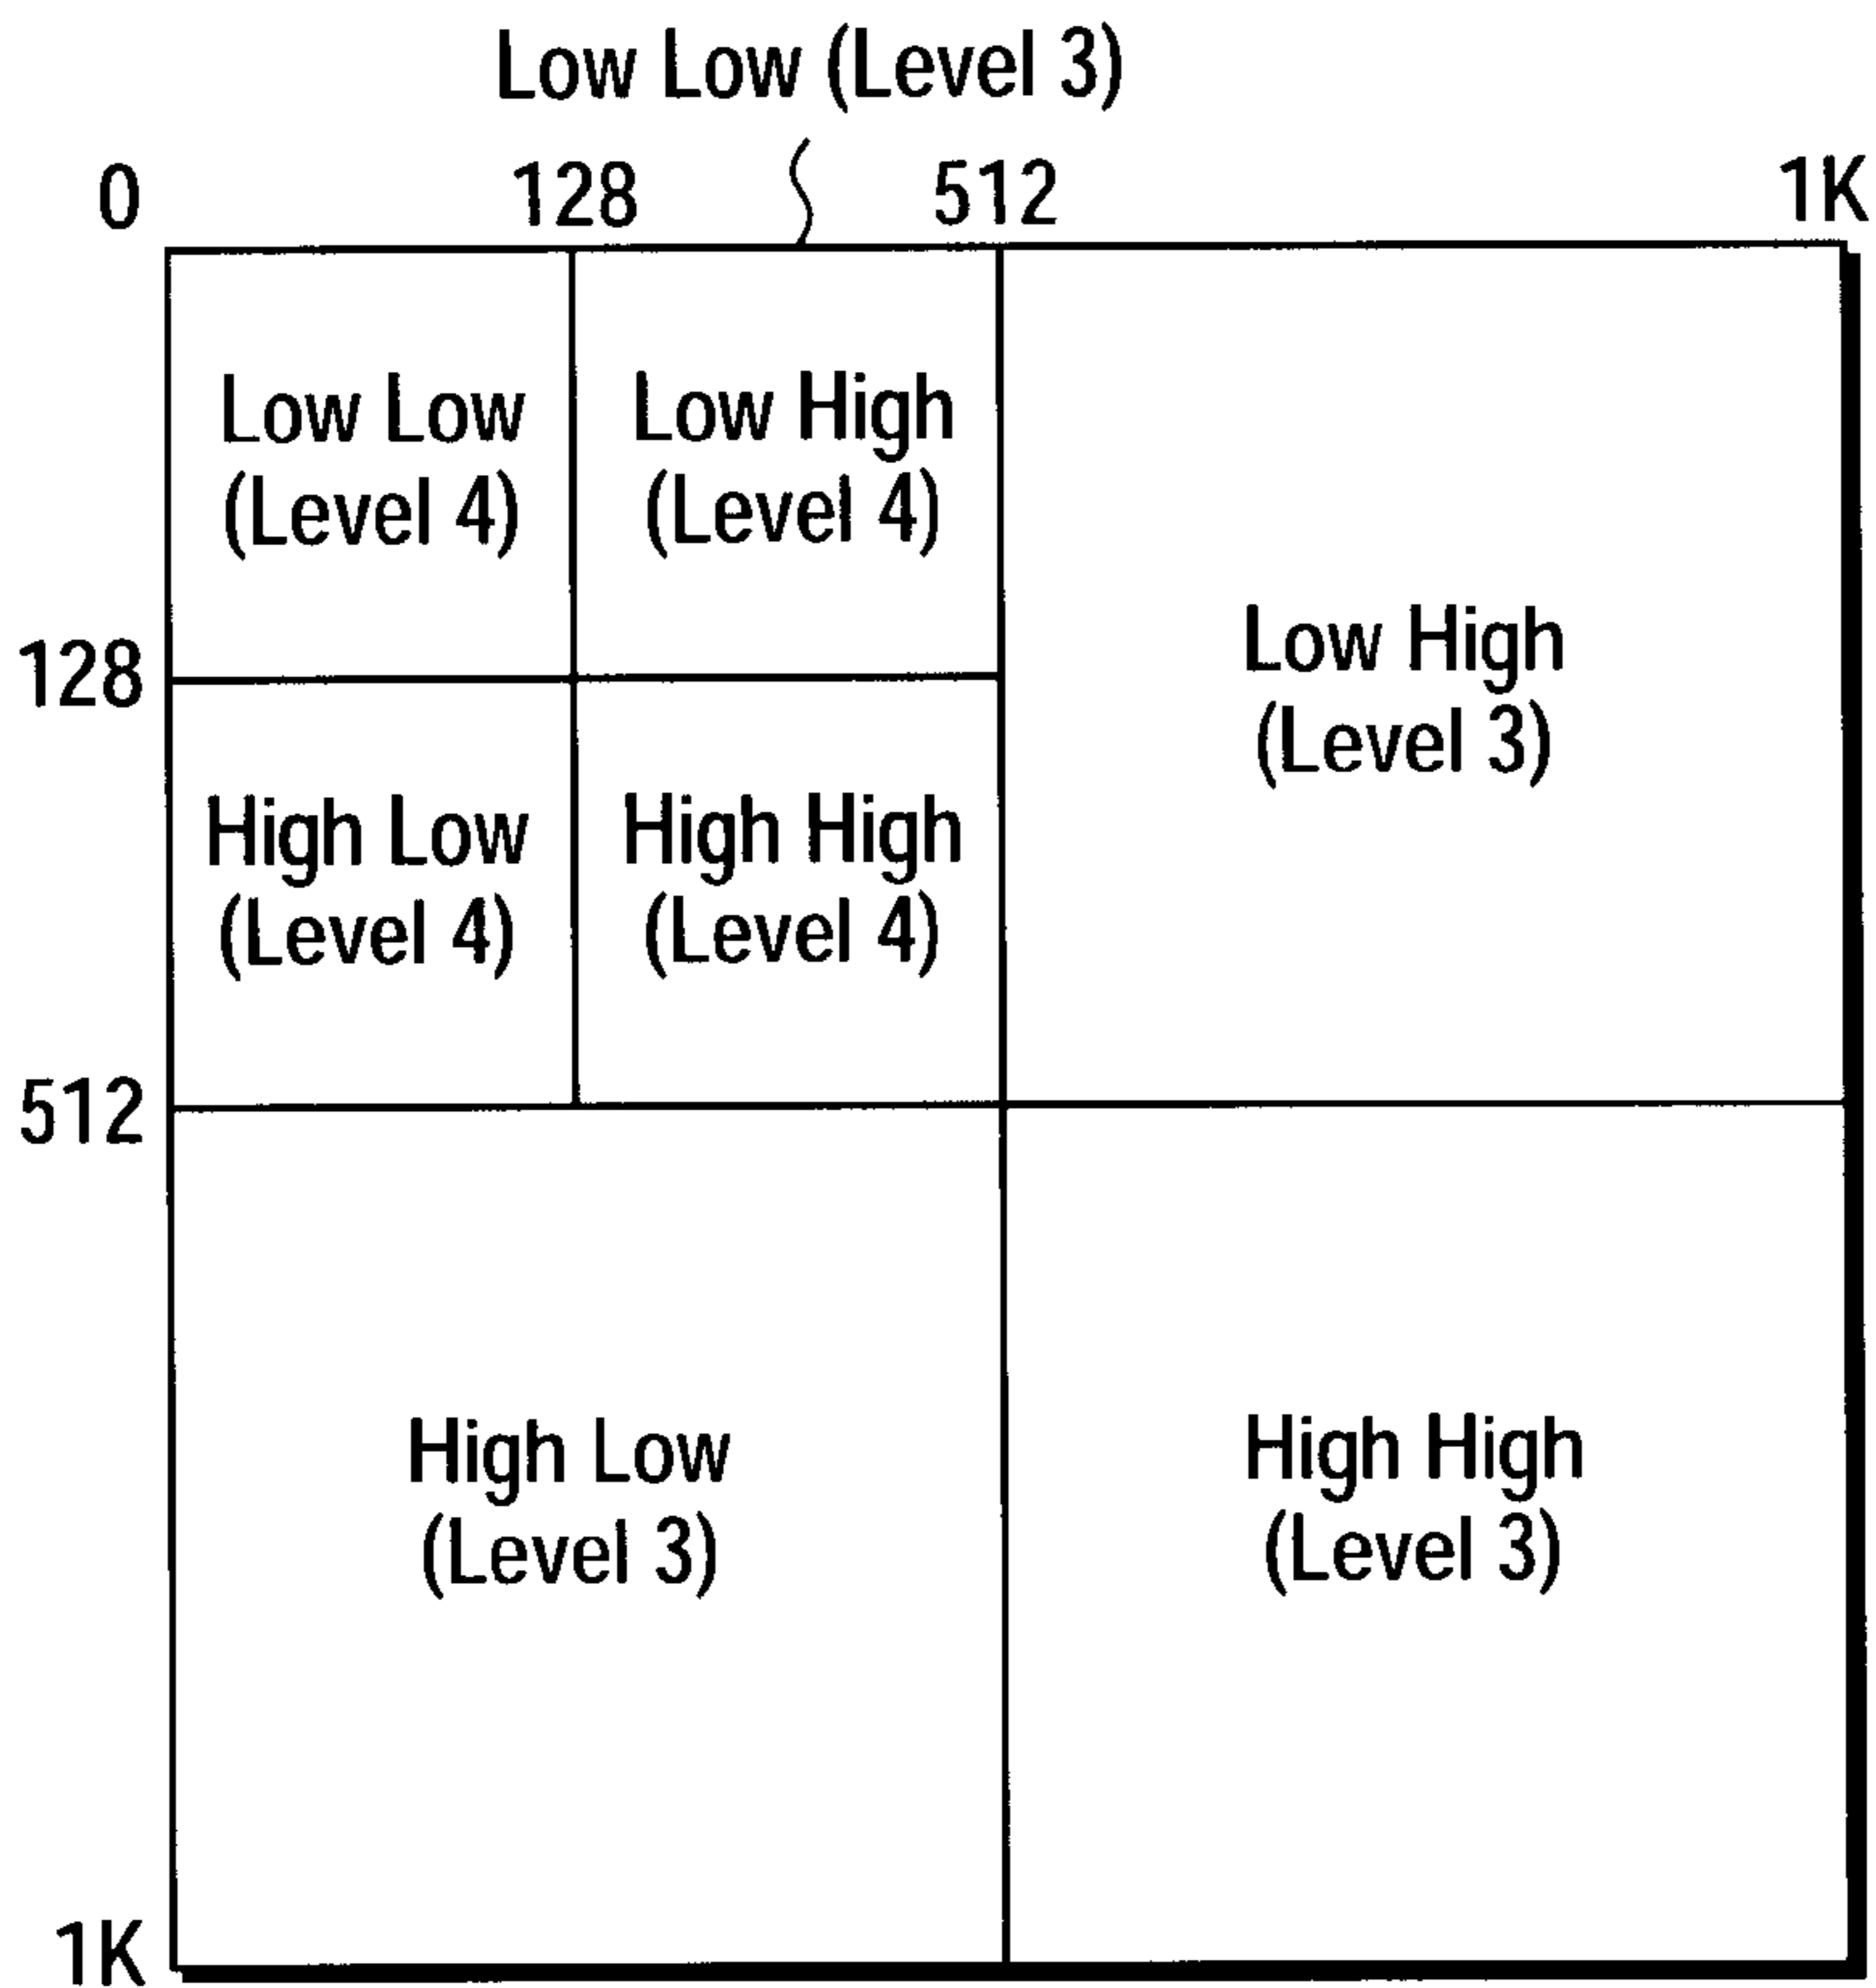 Low Low (Level 3)
0 128 512 1K
Low Low
(Level 4)
Low High
(Level 4)
Low High
(Level 3)
128
High Low
(Level 4)
High High
(Level 4)
512
High Low
(Level 3)
High High
(Level 3)
1K